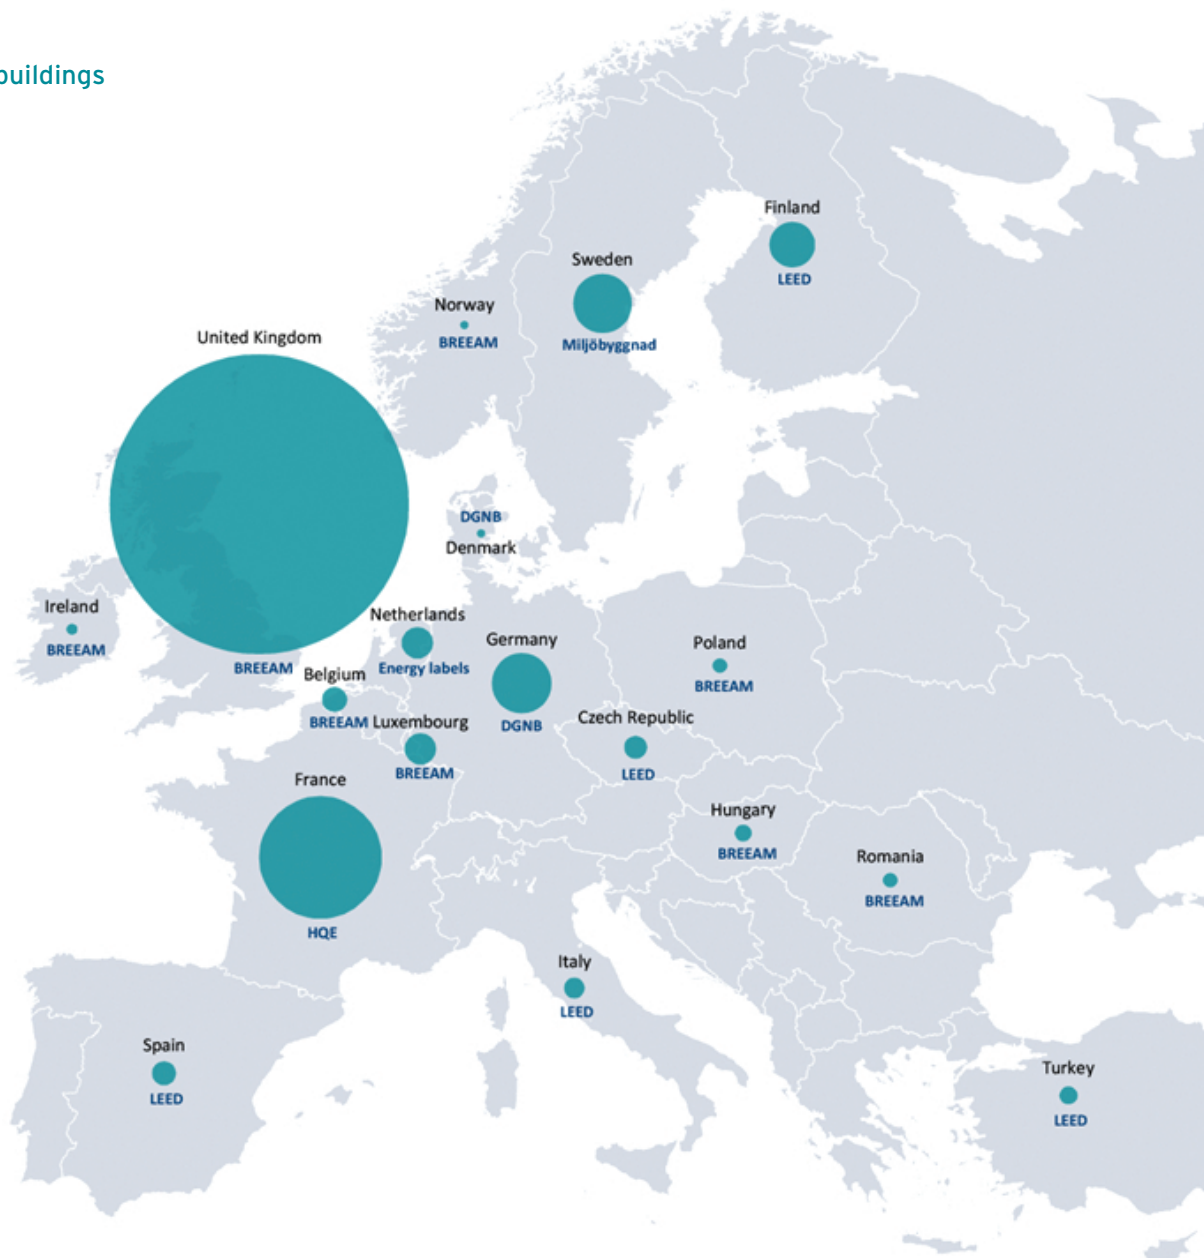 buildings
Finland
LEED
Sweden
Miljöbyggnad
Norway
BREEAM
United Kingdom
BREEAM
DGNB
Denmark
Ireland
BREEAM
Netherlands
Energy labels
Germany
DGNB
Poland
BREEAM
Belgium
BREEAM
Luxembourg
BREEAM
Czech Republic
LEED
France
HQE
Hungary
BREEAM
Romania
BREEAM
Italy
LEED
Spain
LEED
Turkey
LEED